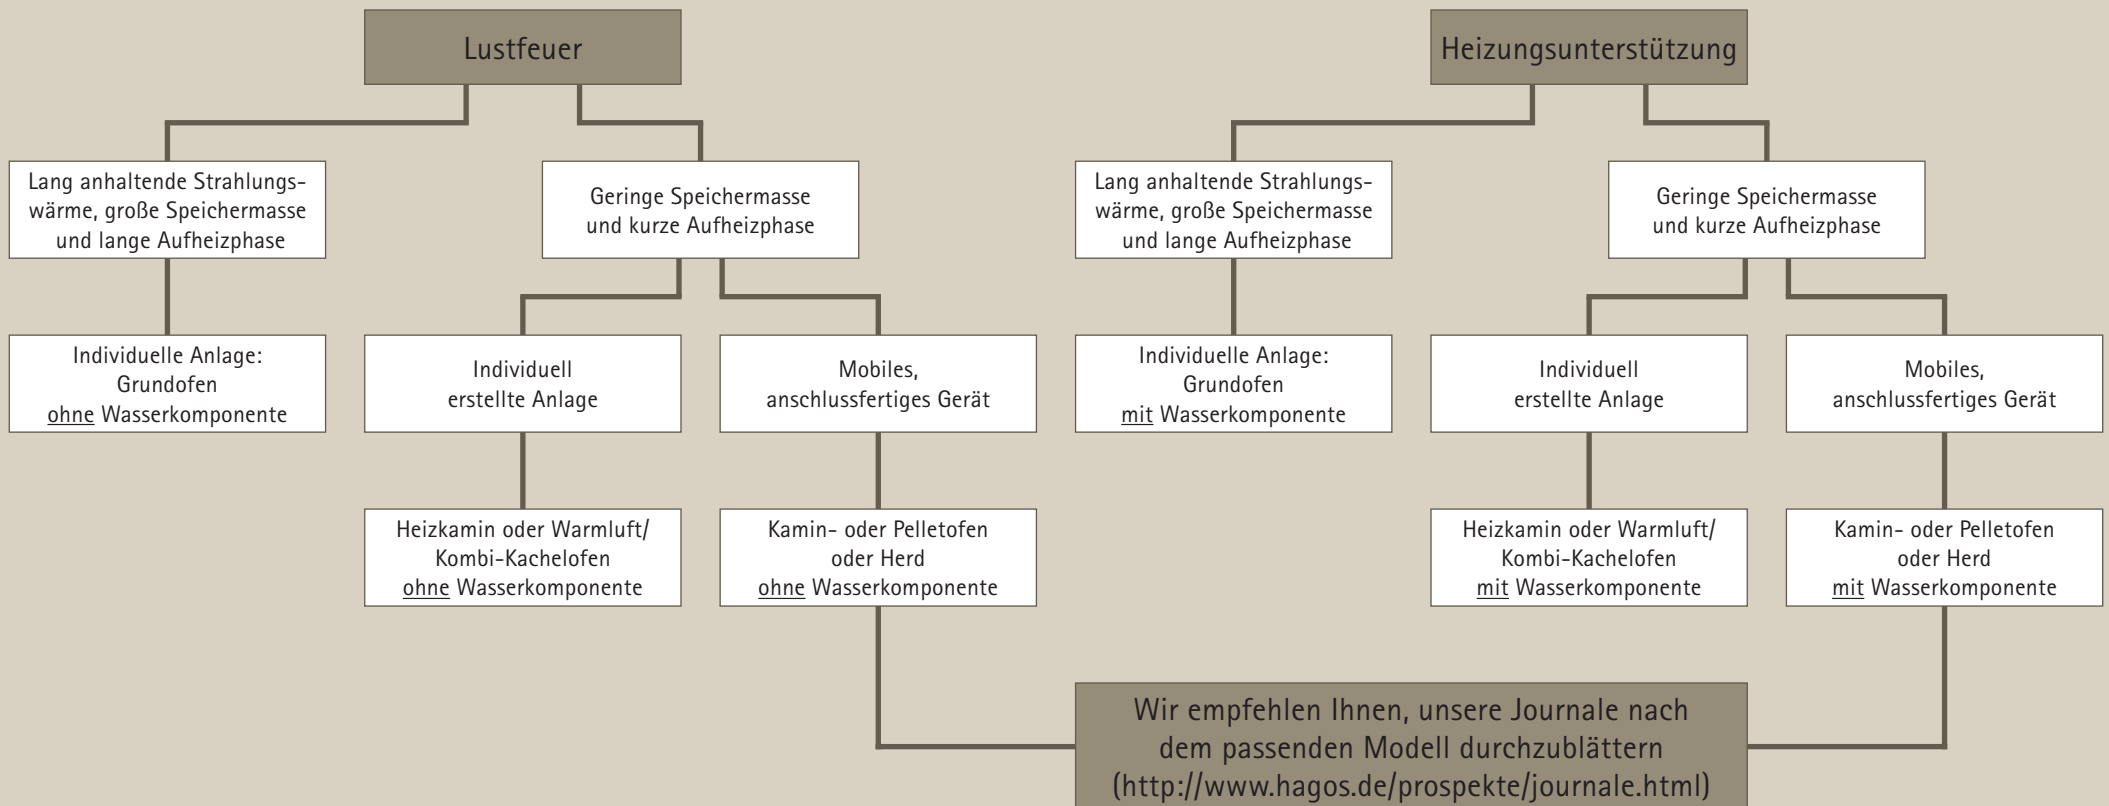 Lustfeuer
Heizungsunterstützung
Lang anhaltende Strahlungs-
wärme, große Speichermasse
und lange Aufheizphase
Geringe Speichermasse
und kurze Aufheizphase
Lang anhaltende Strahlungs-
wärme, große Speichermasse
und lange Aufheizphase
Geringe Speichermasse
und kurze Aufheizphase
Individuelle Anlage:
Grundofen
ohne Wasserkomponente
Individuell
erstellte Anlage
Mobiles,
anschlussfertiges Gerät
Individuelle Anlage:
Grundofen
mit Wasserkomponente
Individuell
erstellte Anlage
Mobiles,
anschlussfertiges Gerät
Heizkamin oder Warmluft/
Kombi-Kachelofen
ohne Wasserkomponente
Kamin- oder Pelletofen
oder Herd
ohne Wasserkomponente
Heizkamin oder Warmluft/
Kombi-Kachelofen
mit Wasserkomponente
Kamin- oder Pelletofen
oder Herd
mit Wasserkomponente
Wir empfehlen Ihnen, unsere Journale nach
dem passenden Modell durchzublättern
(http://www.hagos.de/prospekte/journale.html)